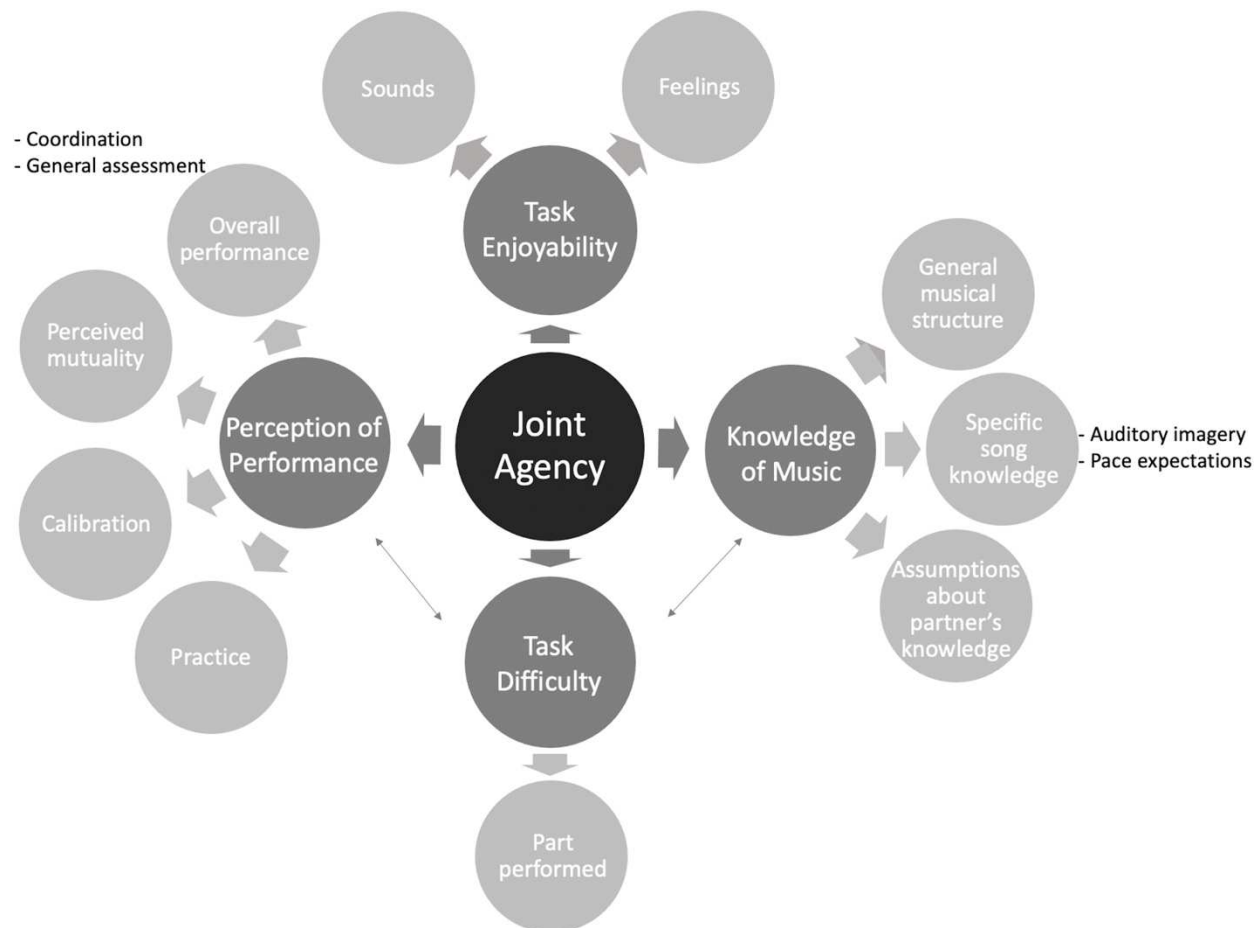 Sounds
Feelings
- Coordination
- General assessment
Task
Enjoyability
Overall
performance
General
musical
structure
Perceived
mutuality
Joint
Agency
Perception of
Performance
Knowledge
of Music
Specific
song
knowledge
- Auditory imagery
- Pace expectations
Calibration
Assumptions
about
partner's
knowledge
Practice
Task
Difficulty
Part
performed